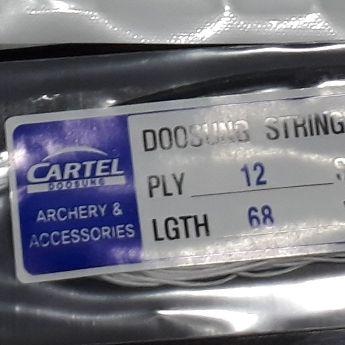 CARTEL
DOOSUNG
ARCHERY &
ACCESSORIES
DOOSUNG STRING
PLY 12
LGTH 68